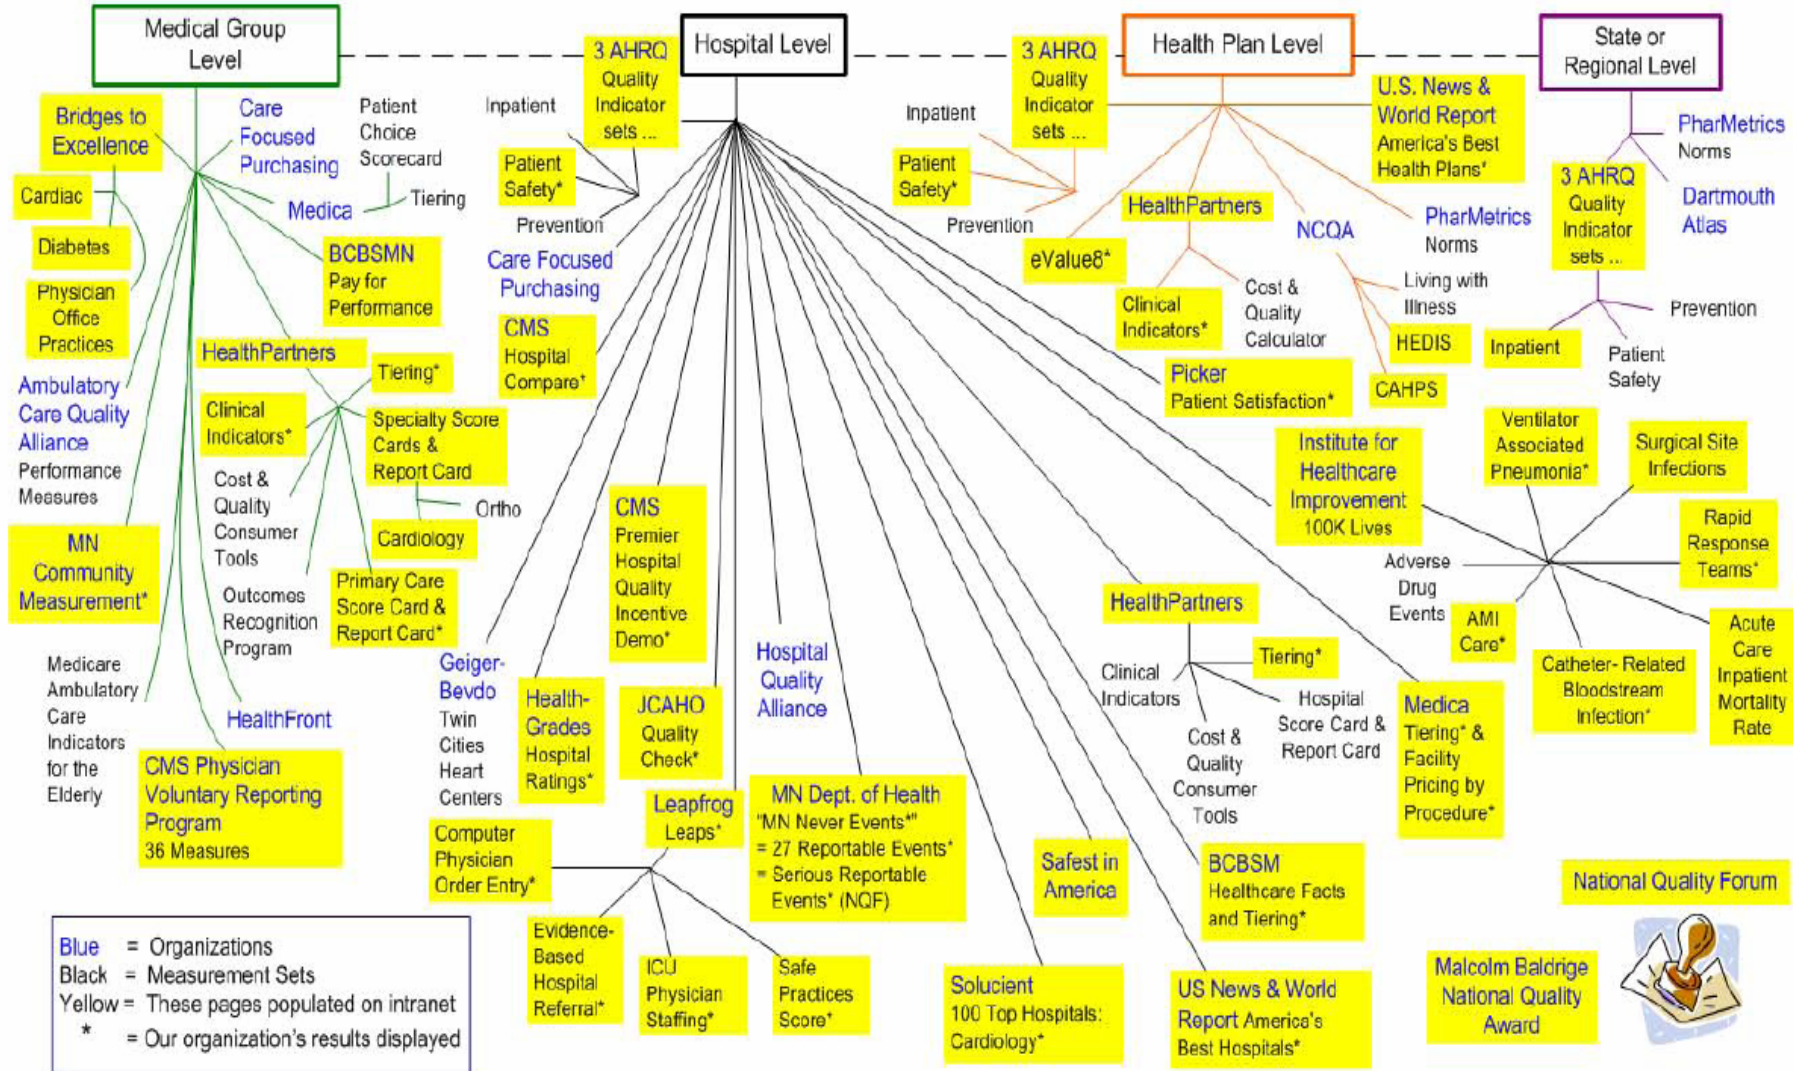 Medical Group
Level
Bridges to
Excellence
Cardiac
Diabetes
Physician
Office
Practices
Care
Focused
Purchasing
Patient
Choice
Scorecard
Medica
Tiering
BCBSMN
Pay for
Performance
HealthPartners
Tiering*
Clinical
Indicators*
Specialty Score
Cards &
Report Card
Ortho
Cardiology
Cost &
Quality
Consumer
Tools
Outcomes
Recognition
Program
Primary Care
Score Card &
Report Card*
Ambulatory
Care Quality
Alliance
Performance
Measures
MN
Community
Measurement*
Medicare
Ambulatory
Care
Indicators
for the
Elderly
HealthFront
CMS Physician
Voluntary Reporting
Program
36 Measures
Hospital Level
3 AHRQ
Quality
Indicator
sets ...
Inpatient
Patient
Safety*
Prevention
Care Focused
Purchasing
CMS
Hospital
Compare*
Geiger-
Bevdo
Twin
Cities
Heart
Centers
Health-
Grades
Hospital
Ratings*
CMS
Premier
Hospital
Quality
Incentive
Demo*
JCAHO
Quality
Check*
Leapfrog
Leaps*
Computer
Physician
Order Entry*
Evidence-
Based
Hospital
Referral*
ICU
Physician
Staffing*
Safe
Practices
Score*
Hospital
Quality
Alliance
MN Dept. of Health
"MN Never Events*"
= 27 Reportable Events*
= Serious Reportable
Events* (NQF)
Solucient
100 Top Hospitals:
Cardiology*
Safest in
America
US News & World
Report America's
Best Hospitals*
BCBSM
Healthcare Facts
and Tiering*
HealthPartners
Clinical
Indicators
Tiering*
Cost &
Quality
Consumer
Tools
Hospital
Score Card &
Report Card
Medica
Tiering* &
Facility
Pricing by
Procedure*
Institute for
Healthcare
Improvement
100K Lives
Ventilator
Associated
Pneumonia*
Surgical Site
Infections
Rapid
Response
Teams*
Adverse
Drug
Events
AMI
Care*
Catheter- Related
Bloodstream
Infection*
Acute
Care
Inpatient
Mortality
Rate
Picker
Patient Satisfaction*
Health Plan Level
3 AHRQ
Quality
Indicator
sets ...
Inpatient
Patient
Safety*
Prevention
eValue8*
HealthPartners
Clinical
Indicators*
Cost &
Quality
Calculator
NCQA
Living with
Illness
HEDIS
CAHPS
PharMetrics
Norms
U.S. News &
World Report
America's Best
Health Plans*
State or
Regional Level
PharMetrics
Norms
Dartmouth
Atlas
3 AHRQ
Quality
Indicator
sets ...
Inpatient
Patient
Safety
Prevention
National Quality Forum
Malcolm Baldrige
National Quality
Award
Blue = Organizations
Black = Measurement Sets
Yellow = These pages populated on intranet
* = Our organization's results displayed